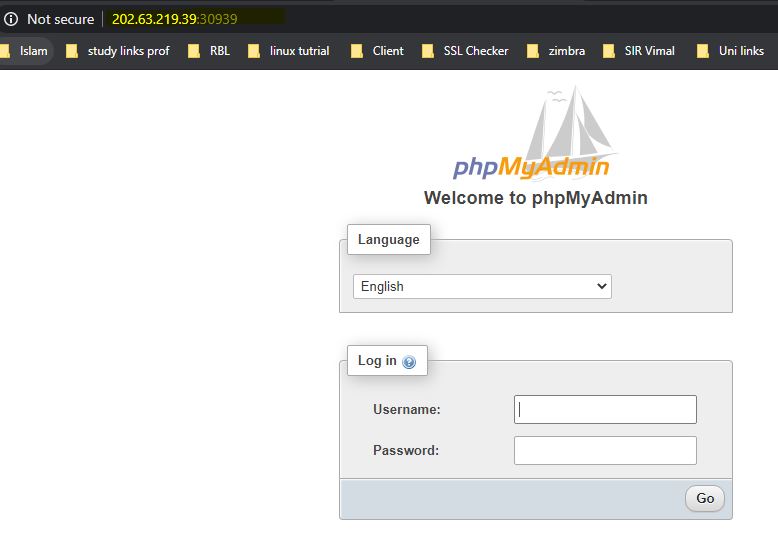 Not secure 202.63.219.39:30939
Islam study links prof RBL linux tutrial Client SSL Checker zimbra SIR Vimal Uni links
phpMyAdmin
Welcome to phpMyAdmin
Language
English
Log in
Username:
Password:
Go